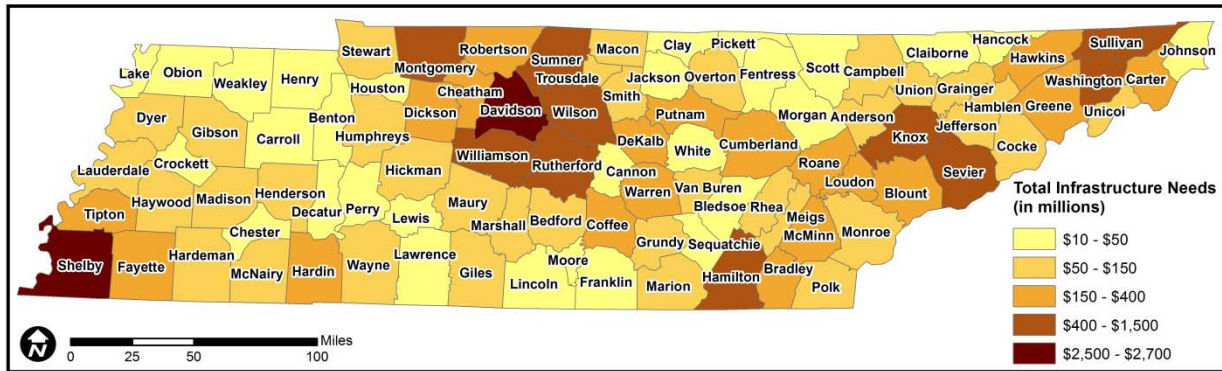 Stewart
Montgomery
Robertson
Sumner
Macon
Clay
Pickett
Claiborne
Hancock
Hawkins
Sullivan
Johnson
Lake
Obion
Weakley
Henry
Houston
Cheatham
Trousdale
Jackson
Overton
Fentress
Scott
Campbell
Union
Grainger
Washington
Carter
Dyer
Gibson
Carroll
Benton
Humphreys
Dickson
Davidson
Wilson
Smith
Putnam
Morgan
Anderson
Knox
Jefferson
Hamblen
Greene
Unicoi
Lauderdale
Crockett
Madison
Henderson
Hickman
Williamson
Rutherford
DeKalb
Cannon
White
Cumberland
Roane
Loudon
Blount
Sevier
Cocke
Tipton
Haywood
Chester
Decatur
Perry
Lewis
Maury
Marshall
Bedford
Coffee
Warren
Van Buren
Bledsoe
Rhea
Meigs
McMinn
Monroe
Shelby
Fayette
Hardeman
McNairy
Hardin
Wayne
Lawrence
Giles
Lincoln
Moore
Franklin
Grundy
Sequatchie
Marion
Hamilton
Bradley
Polk
Total Infrastructure Needs
(in millions)
$10 - $50
$50 - $150
$150 - $400
$400 - $1,500
$2,500 - $2,700
N
Miles
0 25 50 100